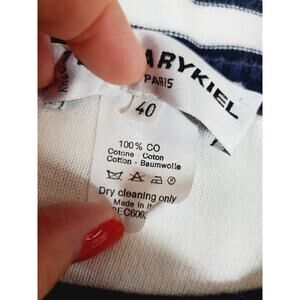 ARYKIEL
PARIS
40
100% CO
Cotone - Coton
Cotton - Baumwolle
Dry cleaning only
Made in